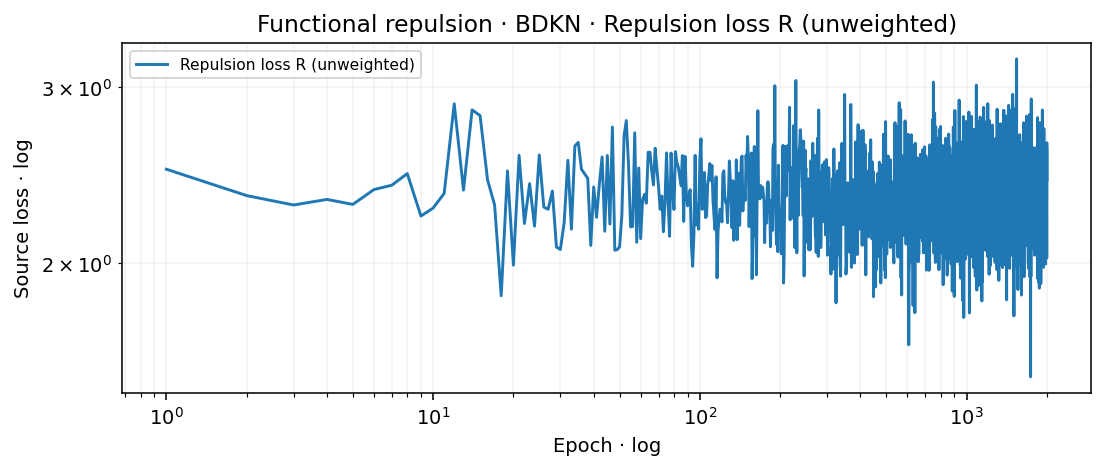 Functional repulsion · BDKN · Repulsion loss R (unweighted)
Repulsion loss R (unweighted)
3 × 10⁰
2 × 10⁰
Source loss · log
10⁰ 10¹ 10² 10³
Epoch · log